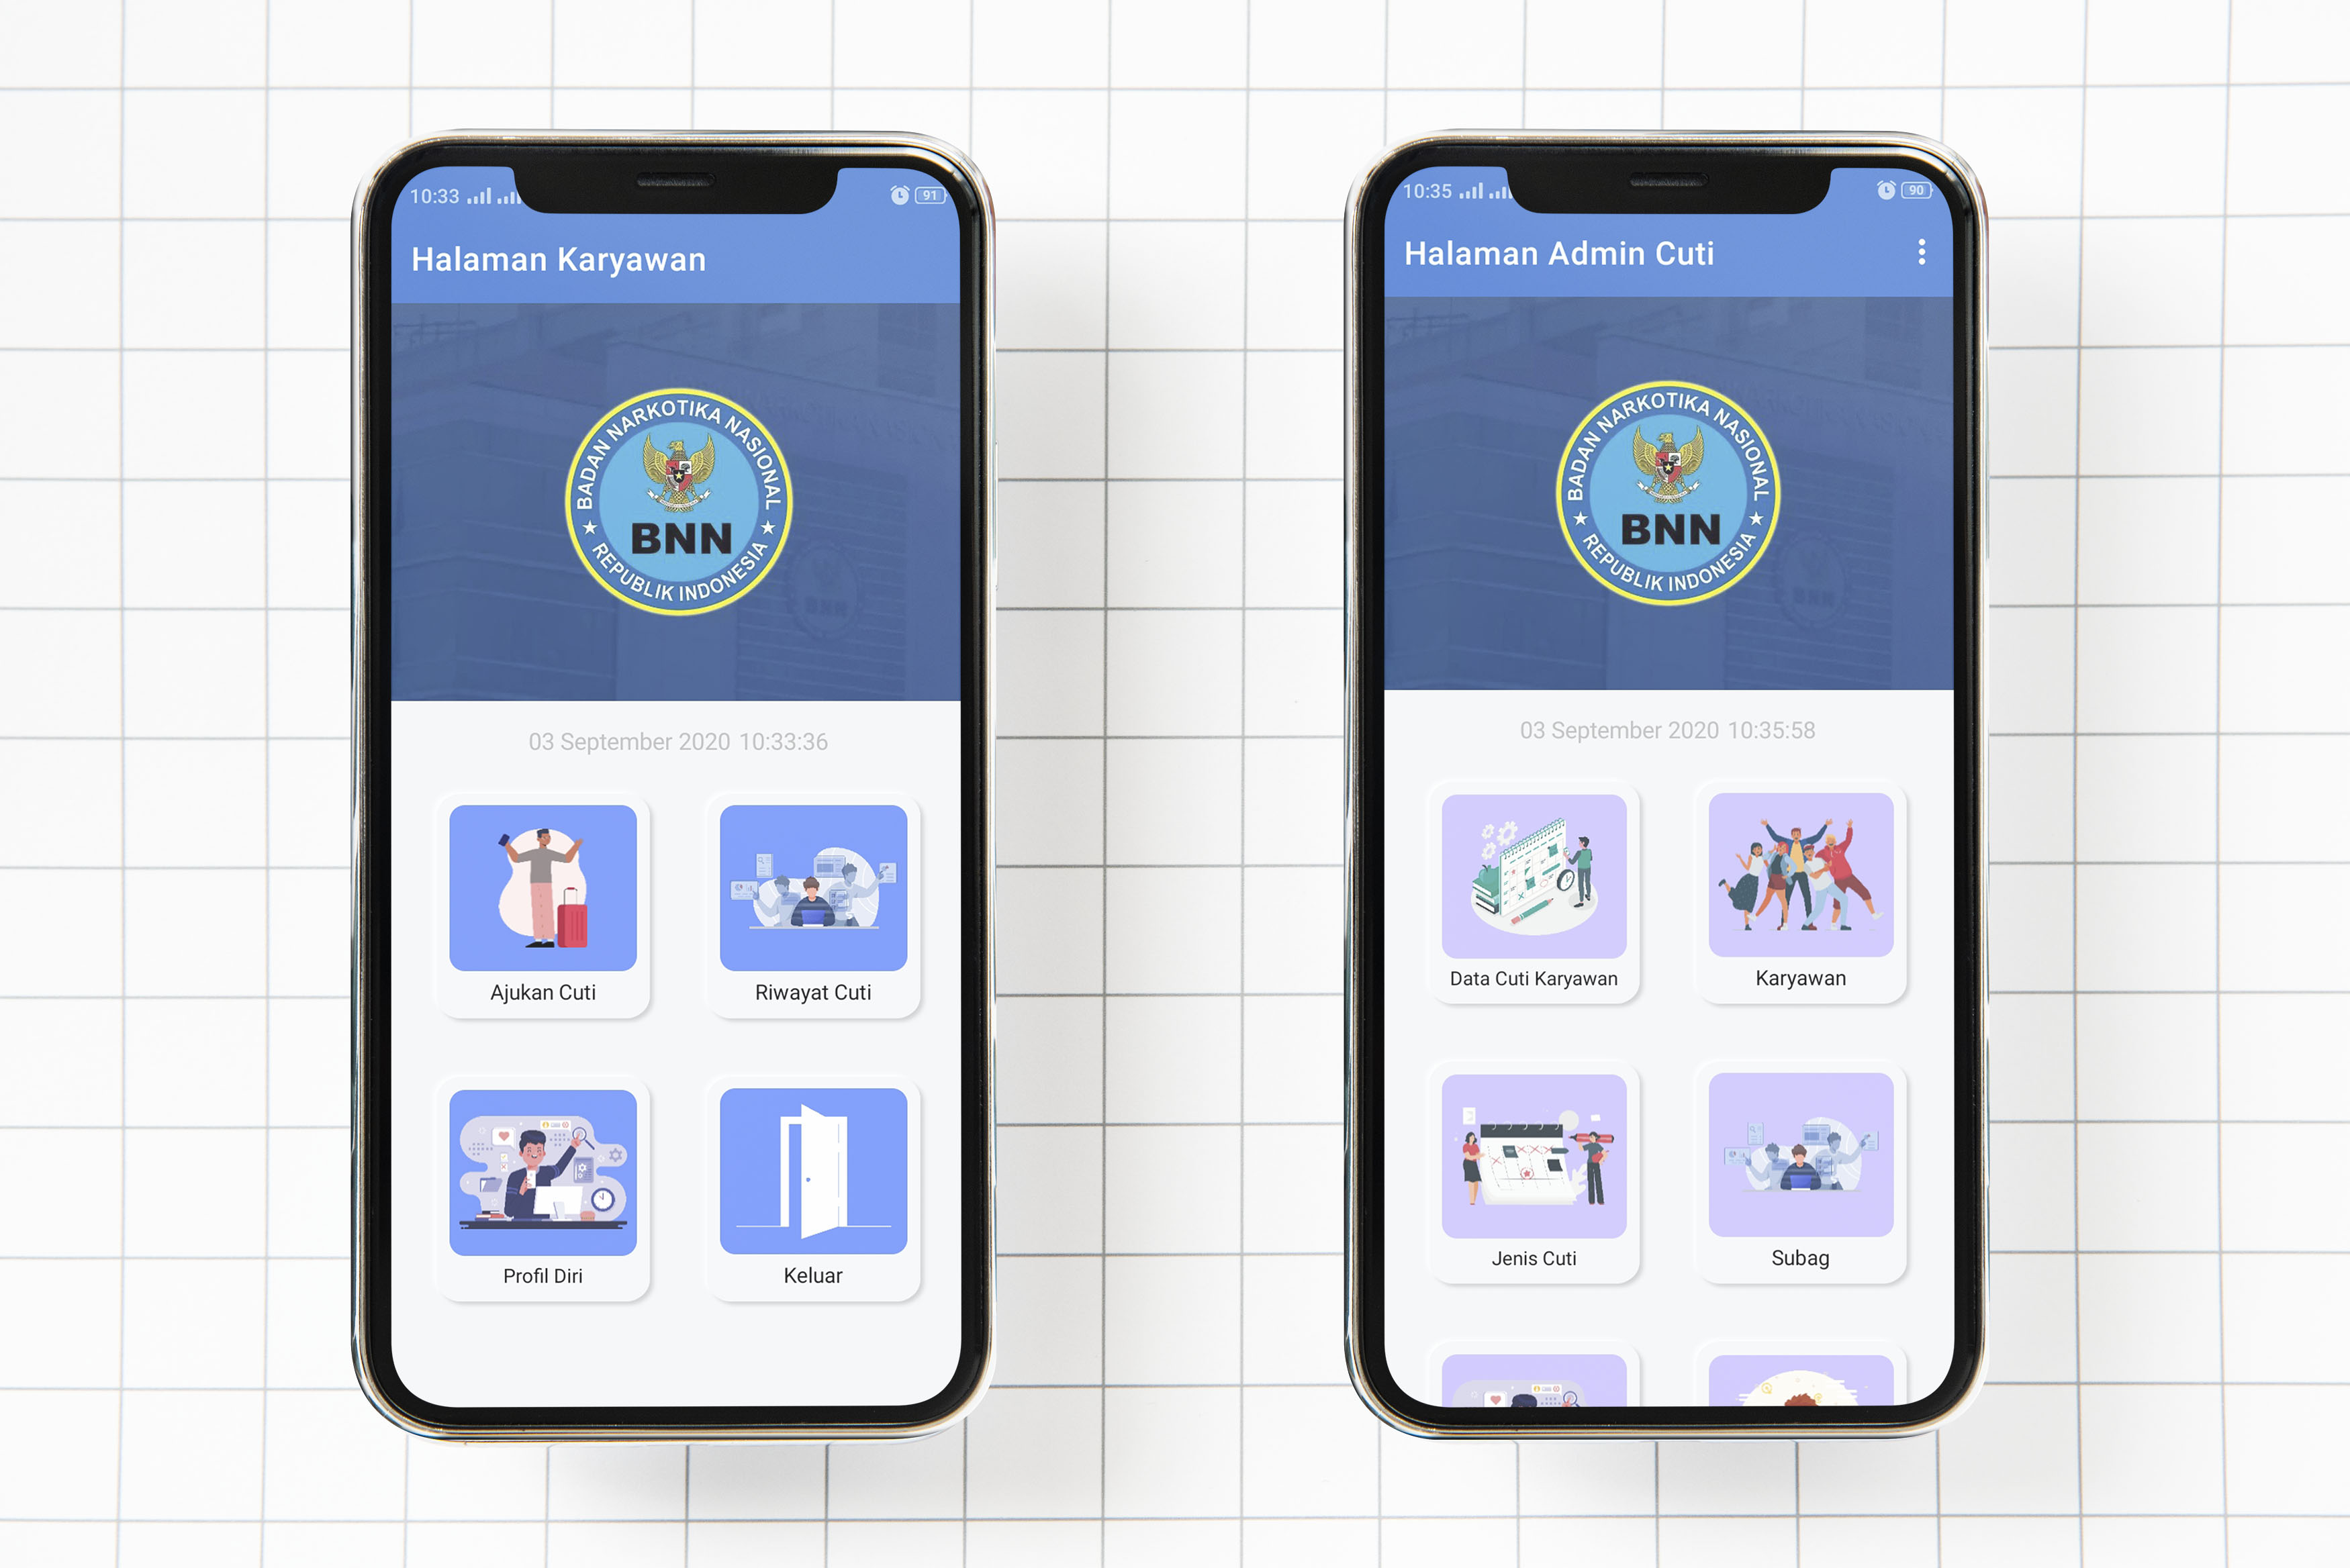 10:33
91
Halaman Karyawan
BADAN NARKOTIKA NASIONAL
BNN
REPUBLIK INDONESIA
03 September 2020 10:33:36
Ajukan Cuti
Riwayat Cuti
Profil Diri
Keluar
10:35
90
Halaman Admin Cuti
BADAN NARKOTIKA NASIONAL
BNN
REPUBLIK INDONESIA
03 September 2020 10:35:58
Data Cuti Karyawan
Karyawan
Jenis Cuti
Subag